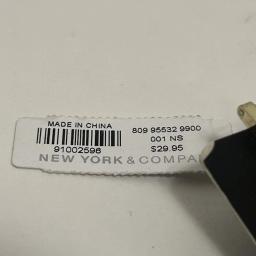 MADE IN CHINA 809 95532 9900
001 NS
91002596 $29.95
NEW YORK & COMPA